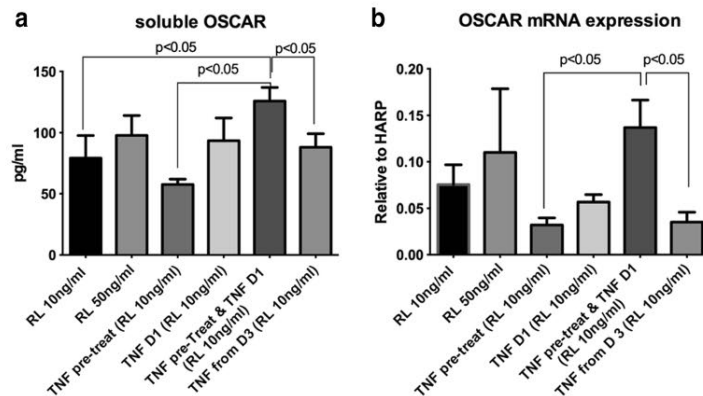 a
soluble OSCAR
p<0.05
p<0.05
p<0.05
150
100
50
0
pg/ml
RL 10ng/ml
RL 50ng/ml
TNF pre-treat (RL 10ng/ml)
TNF D1 (RL 10ng/ml)
TNF pre-Treat & TNF D1
(RL 10ng/ml)
TNF from D3 (RL 10ng/ml)
b
OSCAR mRNA expression
p<0.05
p<0.05
0.20
0.15
0.10
0.05
0.00
Relative to HARP
RL 10ng/ml
RL 50ng/ml
TNF pre-treat (RL 10ng/ml)
TNF D1 (RL 10ng/ml)
TNF pre-treat & TNF D1
(RL 10ng/ml)
TNF from D 3 (RL 10ng/ml)